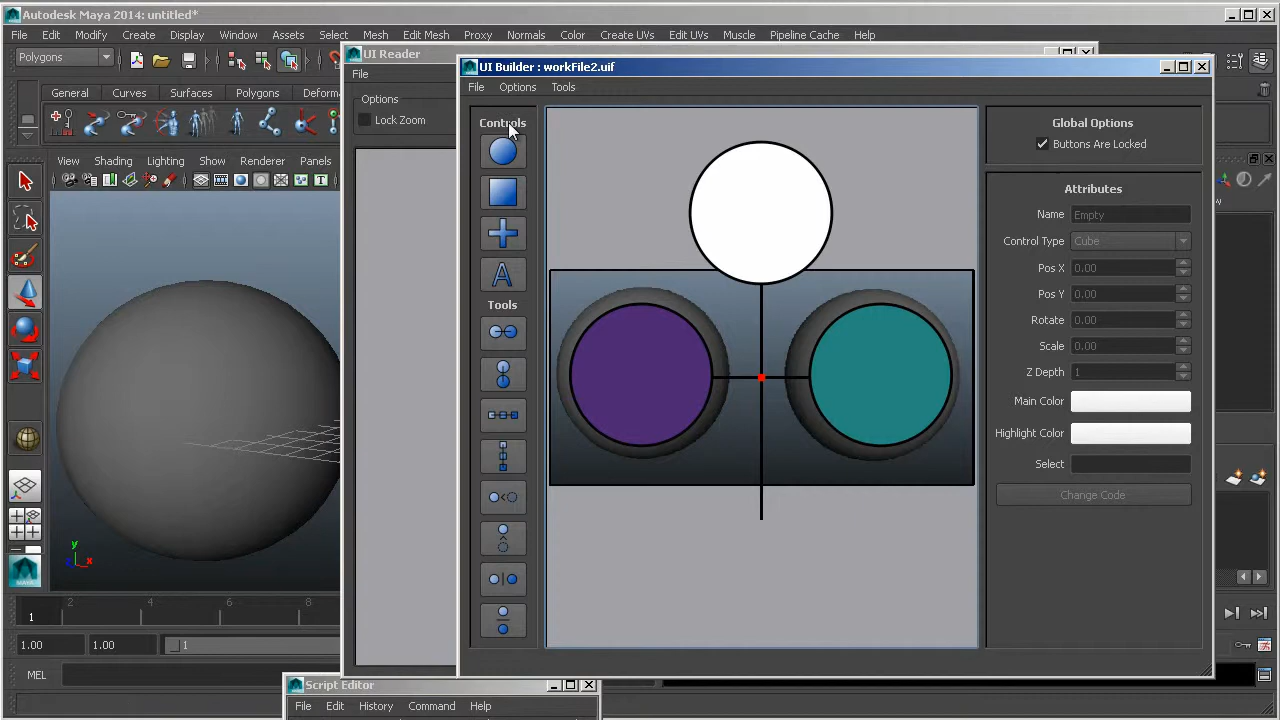 Autodesk Maya 2014: untitled*
File Edit Modify Create Display Window Assets Select Mesh Edit Mesh Proxy Normals Color Create UVs Edit UVs Muscle Pipeline Cache Help
Polygons
General Curves Surfaces Polygons Deform
View Shading Lighting Show Renderer Panels
UI Reader
File
Options
Lock Zoom
UI Builder : workFile2.uif
File Options Tools
Controls
A
Tools
Global Options
Buttons Are Locked
Attributes
Name Empty
Control Type Cube
Pos X 0.00
Pos Y 0.00
Rotate 0.00
Scale 0.00
Z Depth 1
Main Color
Highlight Color
Select
Change Code
y
x
1 2 4 6 8
1.00 1.00 1
MEL
Script Editor
File Edit History Command Help